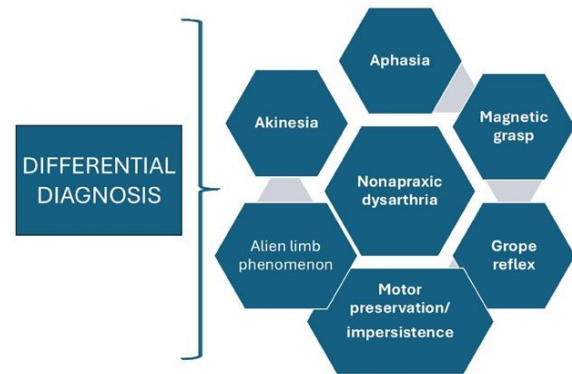 DIFFERENTIAL
DIAGNOSIS
Aphasia
Akinesia
Magnetic
grasp
Nonapraxic
dysarthria
Alien limb
phenomenon
Grope
reflex
Motor
preservation/
impersistence